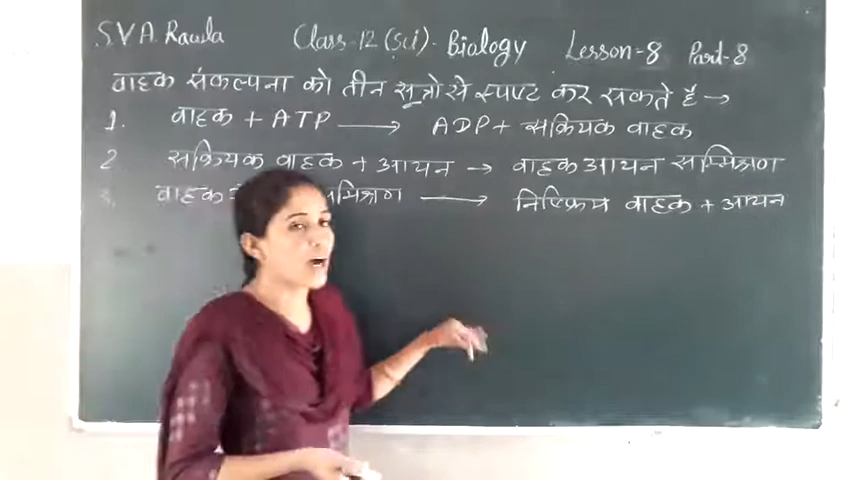 S.V.A. Rawla Class-12 (Sci). Biology Lesson-8 Part-8
वाहक संकल्पना को तीन सूत्रो से स्पष्ट कर सकते है →
1. वाहक + ATP → ADP + सक्रियक वाहक
2 सक्रियक वाहक + आयन → वाहक आयन सम्मिश्रण
3. वाहक → निष्क्रिय वाहक + आयन